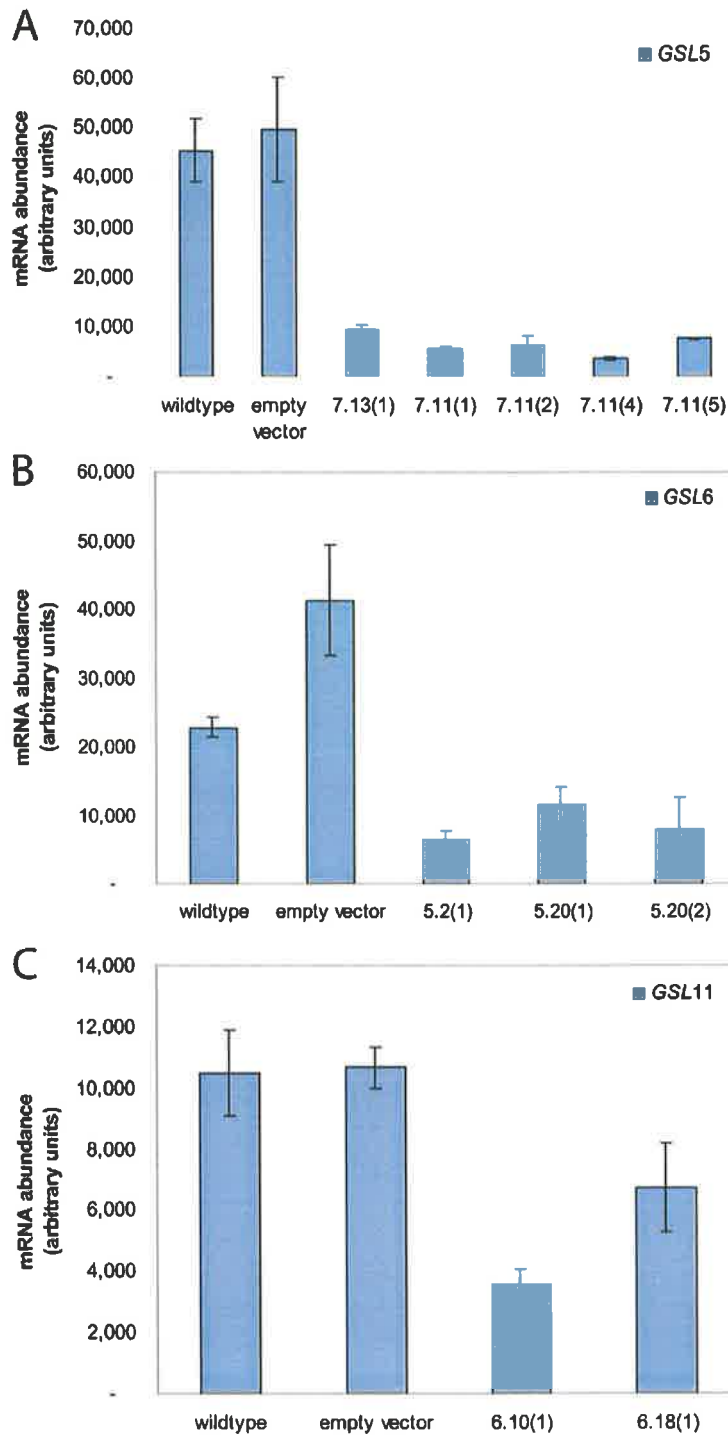 A
70,000
60,000
50,000
40,000
30,000
20,000
10,000
-
mRNA abundance
(arbitrary units)
GSL5
wildtype
empty
vector
7.13(1)
7.11(1)
7.11(2)
7.11(4)
7.11(5)
B
60,000
50,000
40,000
30,000
20,000
10,000
-
mRNA abundance
(arbitrary units)
GSL6
wildtype
empty vector
5.2(1)
5.20(1)
5.20(2)
C
14,000
12,000
10,000
8,000
6,000
4,000
2,000
-
mRNA abundance
(arbitrary units)
GSL11
wildtype
empty vector
6.10(1)
6.18(1)